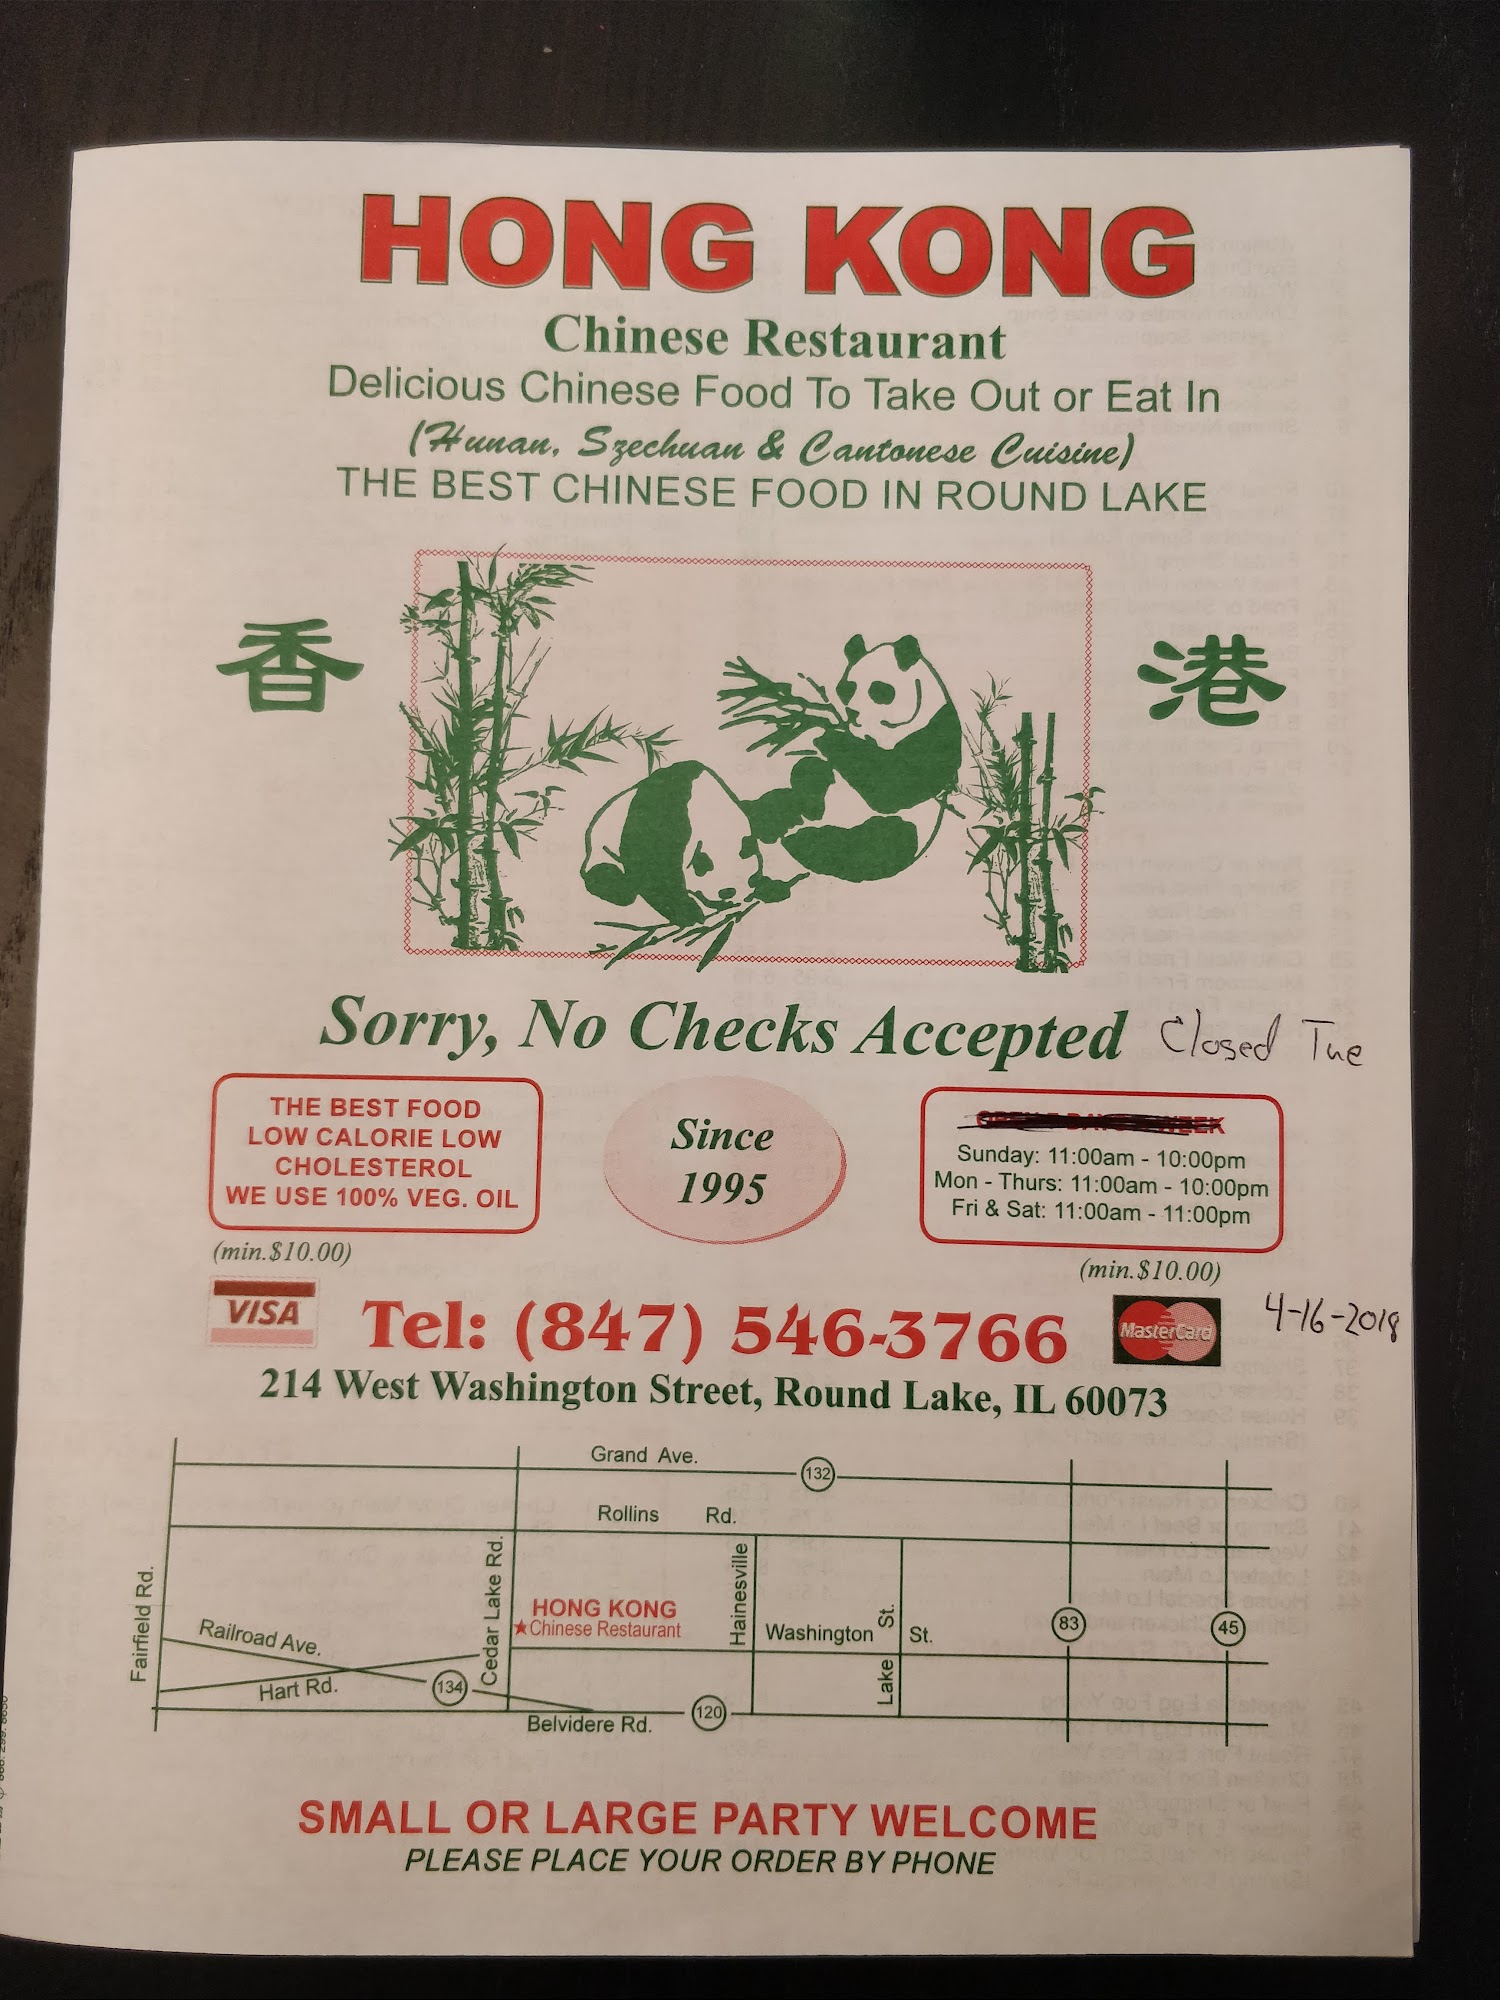 HONG KONG
Chinese Restaurant
Delicious Chinese Food To Take Out or Eat In
(Hunan, Szechuan & Cantonese Cuisine)
THE BEST CHINESE FOOD IN ROUND LAKE
香 港
Sorry, No Checks Accepted
Closed Tue
THE BEST FOOD
LOW CALORIE LOW
CHOLESTEROL
WE USE 100% VEG. OIL
(min.$10.00)
Since
1995
OPEN 7 DAYS A WEEK
Sunday: 11:00am - 10:00pm
Mon - Thurs: 11:00am - 10:00pm
Fri & Sat: 11:00am - 11:00pm
(min.$10.00)
VISA
Tel: (847) 546-3766
MasterCard
4-16-2018
214 West Washington Street, Round Lake, IL 60073
Grand Ave.
132
Rollins Rd.
Fairfield Rd.
Cedar Lake Rd.
Hainesville
HONG KONG
Chinese Restaurant
Washington St.
Lake St.
83
45
Railroad Ave.
Hart Rd.
134
Belvidere Rd.
120
SMALL OR LARGE PARTY WELCOME
PLEASE PLACE YOUR ORDER BY PHONE